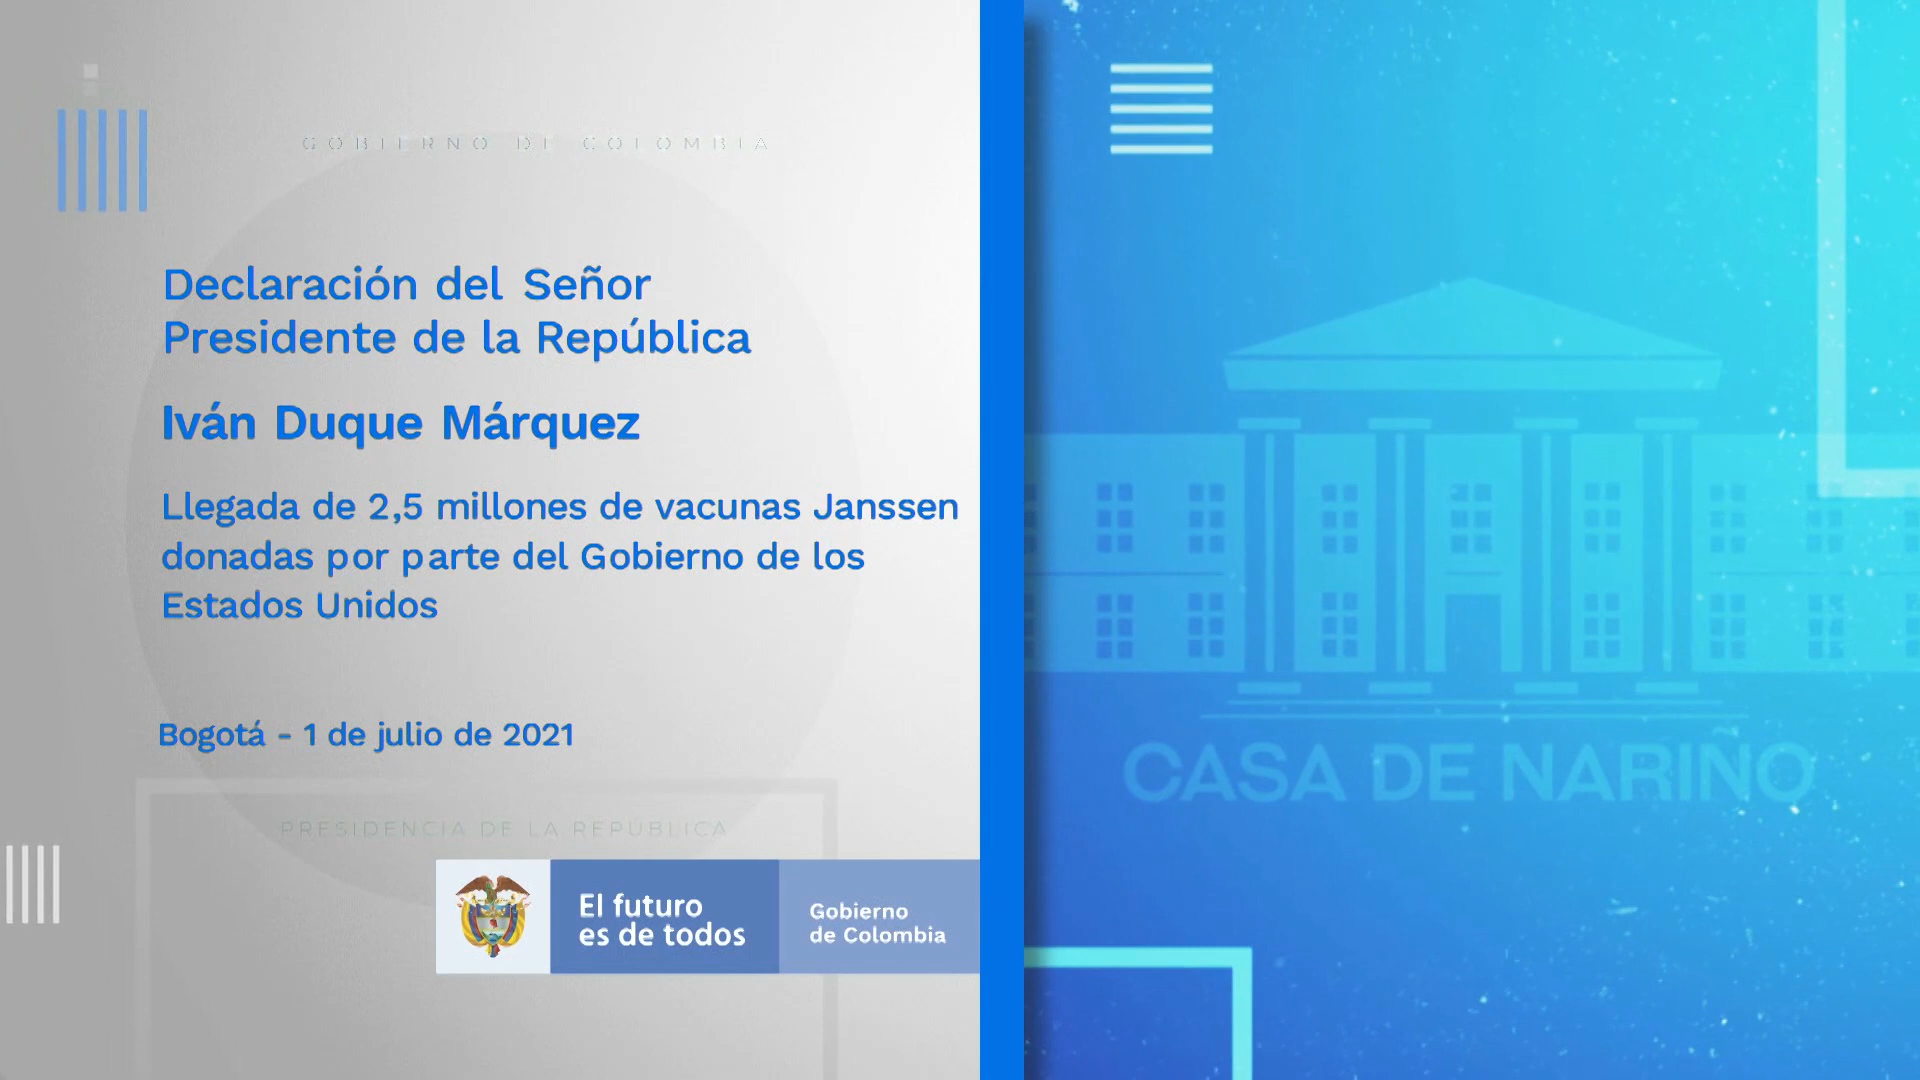 GOBIERNO DE COLOMBIA
Declaración del Señor
Presidente de la República
Iván Duque Márquez
Llegada de 2,5 millones de vacunas Janssen
donadas por parte del Gobierno de los
Estados Unidos
Bogotá - 1 de julio de 2021
PRESIDENCIA DE LA REPÚBLICA
El futuro
es de todos
Gobierno
de Colombia
CASA DE NARIÑO